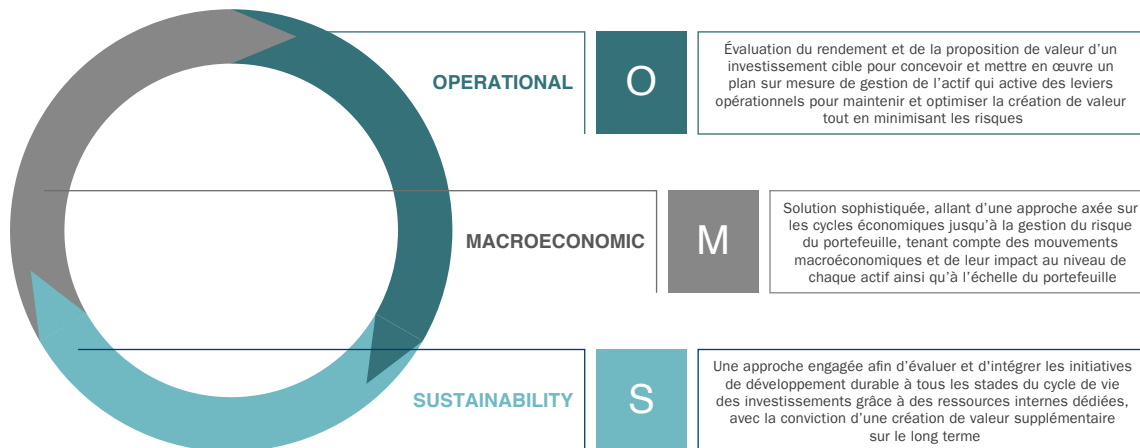 OPERATIONAL
O
Évaluation du rendement et de la proposition de valeur d’un
investissement cible pour concevoir et mettre en œuvre un
plan sur mesure de gestion de l’actif qui active des leviers
opérationnels pour maintenir et optimiser la création de valeur
tout en minimisant les risques
MACROECONOMIC
M
Solution sophistiquée, allant d’une approche axée sur
les cycles économiques jusqu’à la gestion du risque
du portefeuille, tenant compte des mouvements
macroéconomiques et de leur impact au niveau de
chaque actif ainsi qu’à l’échelle du portefeuille
SUSTAINABILITY
S
Une approche engagée afin d’évaluer et d'intégrer les initiatives
de développement durable à tous les stades du cycle de vie
des investissements grâce à des ressources internes dédiées,
avec la conviction d’une création de valeur supplémentaire
sur le long terme